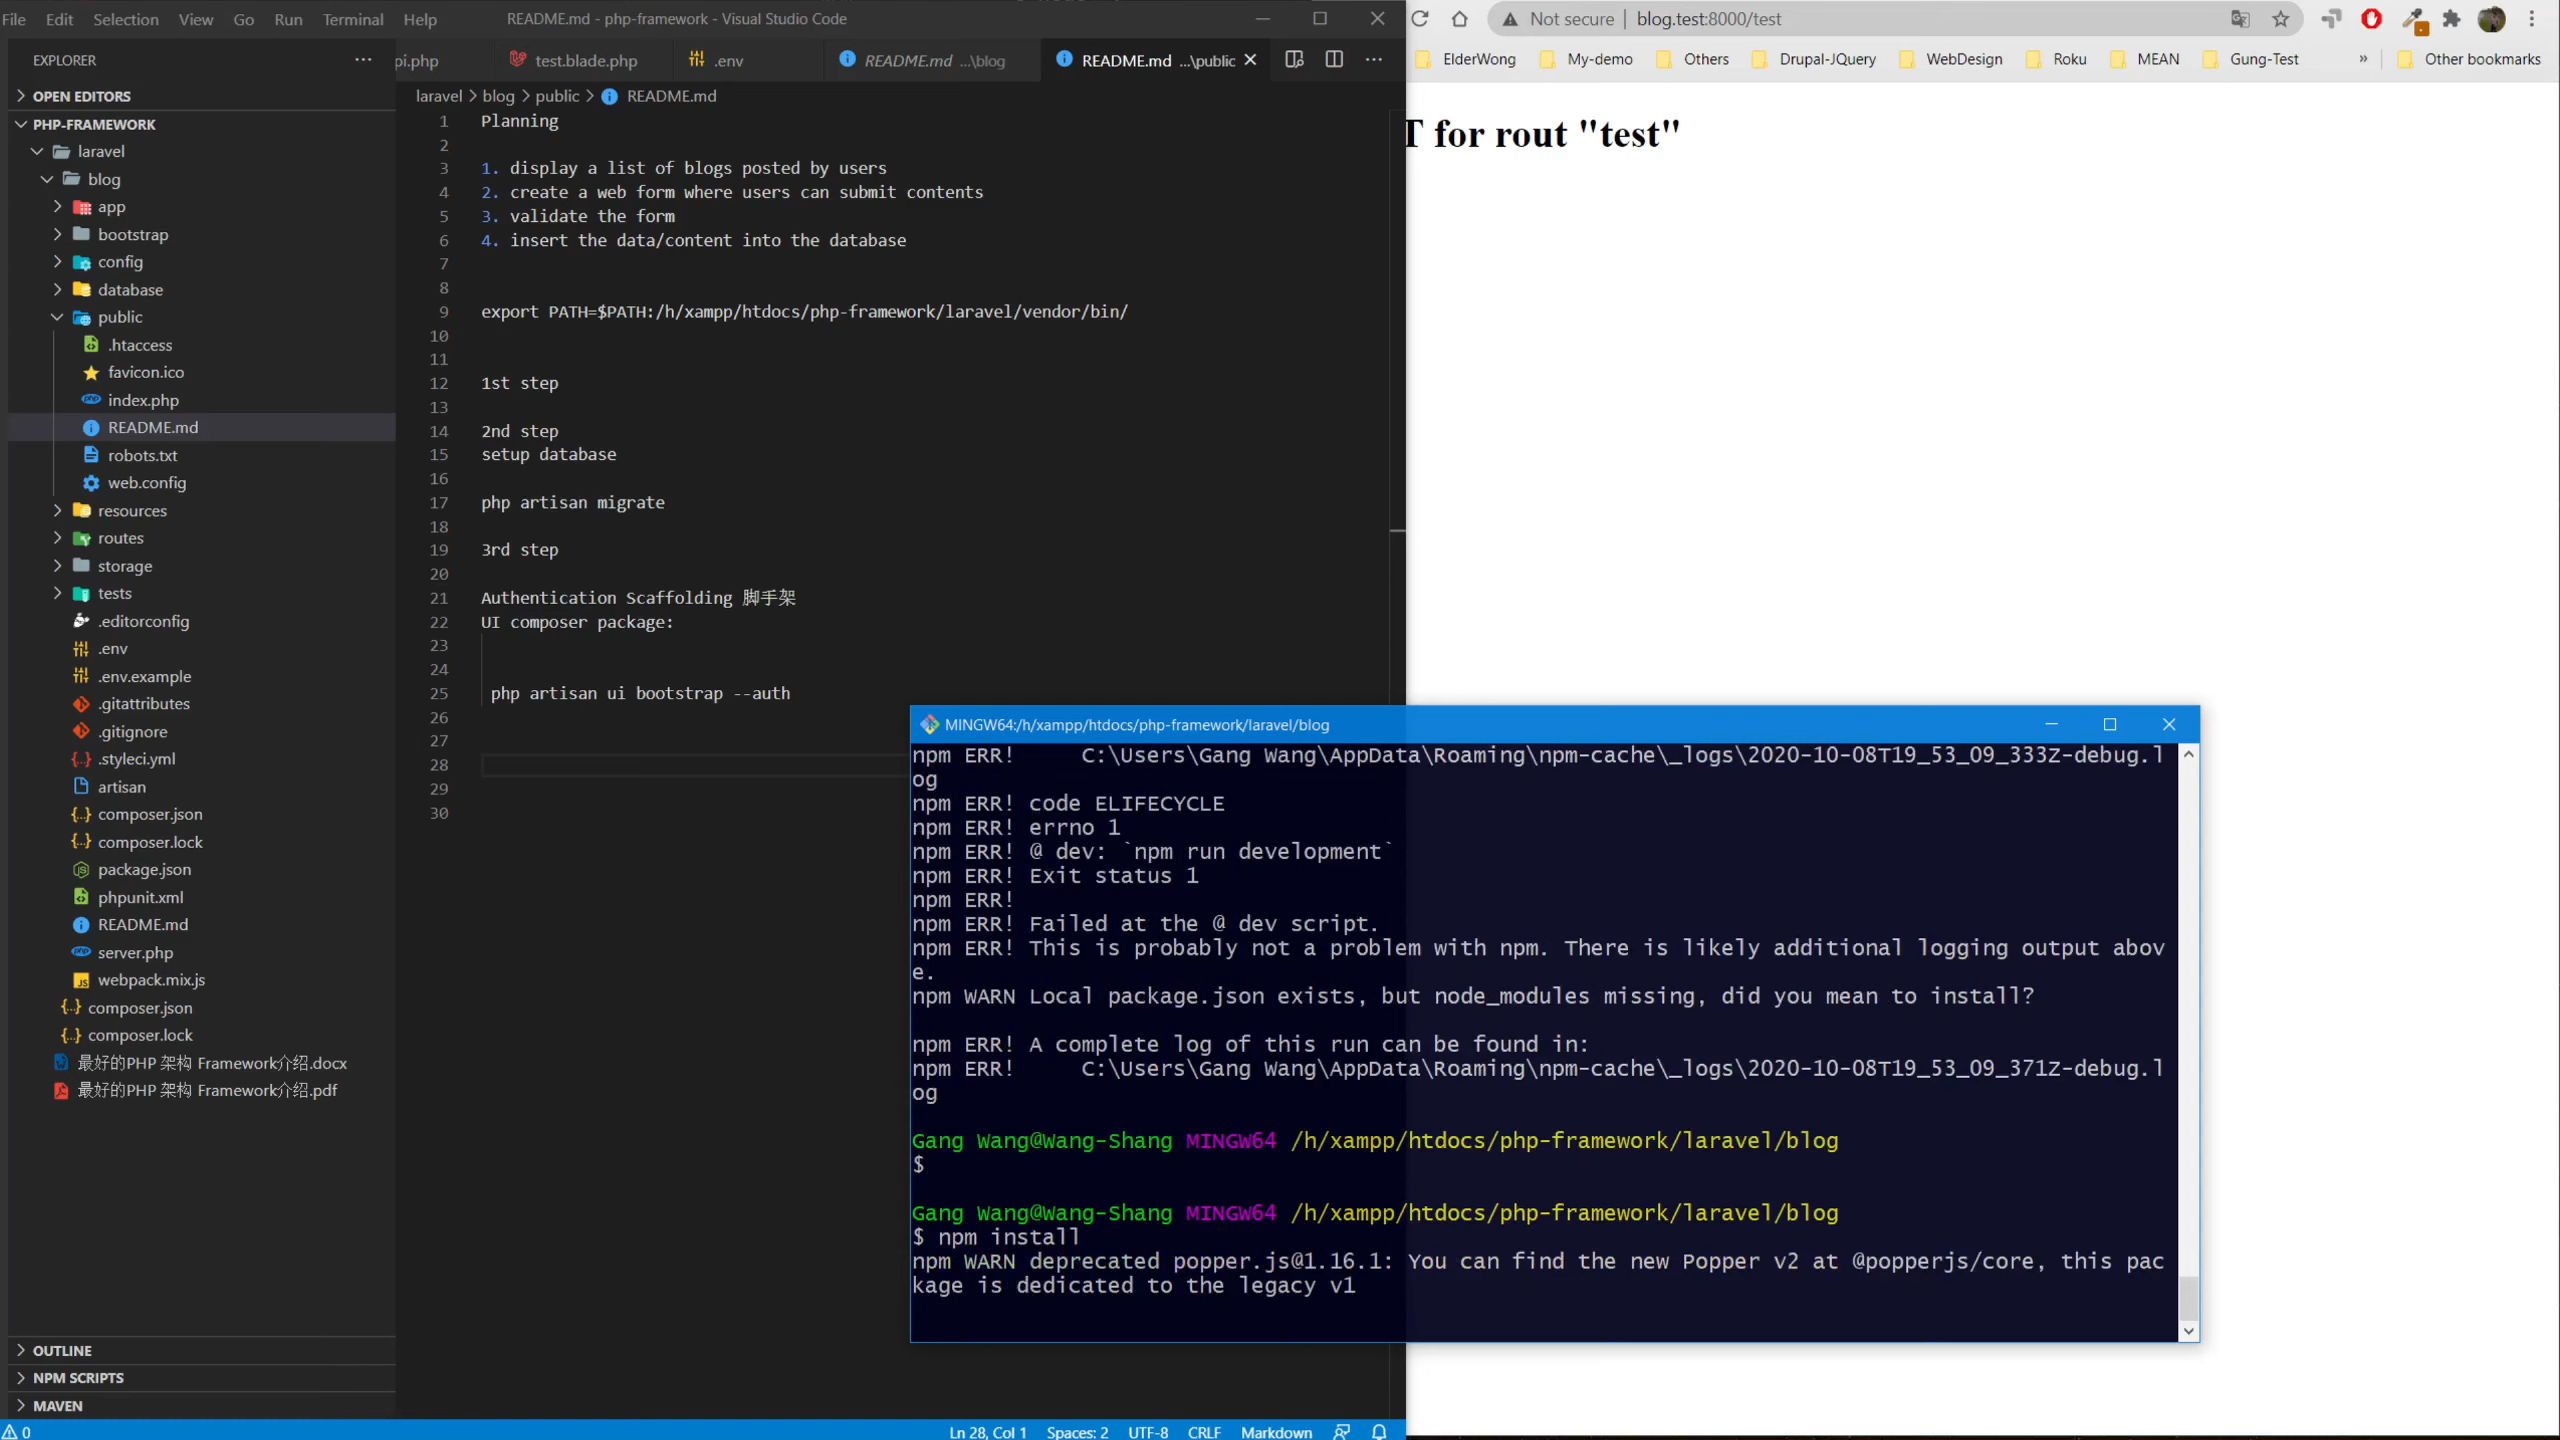 File Edit Selection View Go Run Terminal Help
README.md - php-framework - Visual Studio Code
EXPLORER
OPEN EDITORS
PHP-FRAMEWORK
laravel
blog
app
bootstrap
config
database
public
.htaccess
favicon.ico
index.php
README.md
robots.txt
web.config
resources
routes
storage
tests
.editorconfig
.env
.env.example
.gitattributes
.gitignore
.styleci.yml
artisan
composer.json
composer.lock
package.json
phpunit.xml
README.md
server.php
webpack.mix.js
composer.json
composer.lock
最好的PHP 架构 Framework介绍.docx
最好的PHP 架构 Framework介绍.pdf
OUTLINE
NPM SCRIPTS
MAVEN
pi.php test.blade.php .env README.md ...\blog README.md ...\public
laravel > blog > public > README.md
1 Planning
2
3 1. display a list of blogs posted by users
4 2. create a web form where users can submit contents
5 3. validate the form
6 4. insert the data/content into the database
7
8
9 export PATH=$PATH:/h/xampp/htdocs/php-framework/laravel/vendor/bin/
10
11
12 1st step
13
14 2nd step
15 setup database
16
17 php artisan migrate
18
19 3rd step
20
21 Authentication Scaffolding 脚手架
22 UI composer package:
23
24
25 php artisan ui bootstrap --auth
26
27
28
29
30
0 Ln 28, Col 1 Spaces: 2 UTF-8 CRLF Markdown
Not secure | blog.test:8000/test
ElderWong My-demo Others Drupal-JQuery WebDesign Roku MEAN Gung-Test » Other bookmarks
T for rout "test"
MINGW64:/h/xampp/htdocs/php-framework/laravel/blog
npm ERR!     C:\Users\Gang Wang\AppData\Roaming\npm-cache\_logs\2020-10-08T19_53_09_333Z-debug.l
og
npm ERR! code ELIFECYCLE
npm ERR! errno 1
npm ERR! @ dev: `npm run development`
npm ERR! Exit status 1
npm ERR!
npm ERR! Failed at the @ dev script.
npm ERR! This is probably not a problem with npm. There is likely additional logging output abov
e.
npm WARN Local package.json exists, but node_modules missing, did you mean to install?
npm ERR! A complete log of this run can be found in:
npm ERR!     C:\Users\Gang Wang\AppData\Roaming\npm-cache\_logs\2020-10-08T19_53_09_371Z-debug.l
og
Gang Wang@Wang-Shang MINGW64 /h/xampp/htdocs/php-framework/laravel/blog
$
Gang Wang@Wang-Shang MINGW64 /h/xampp/htdocs/php-framework/laravel/blog
$ npm install
npm WARN deprecated popper.js@1.16.1: You can find the new Popper v2 at @popperjs/core, this pac
kage is dedicated to the legacy v1